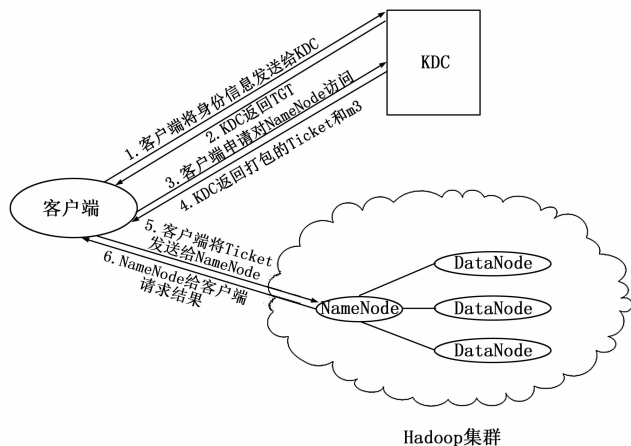 KDC
1.客户端将身份信息发送给KDC
2.KDC返回TGT
3.客户端申请对NameNode访问
4.KDC返回打包的Ticket和m3
客户端
5.客户端将Ticket
发送给NameNode
6.NameNode给客户端
请求结果
DataNode
NameNode
DataNode
DataNode
Hadoop集群